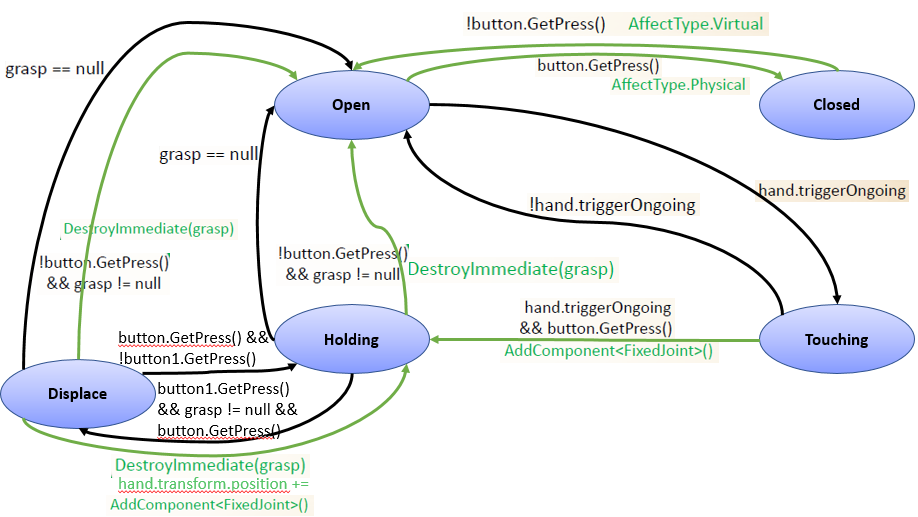 !button.GetPress() AffectType.Virtual
grasp == null
button.GetPress()
AffectType.Physical
Open
Closed
grasp == null
hand.triggerOngoing
!hand.triggerOngoing
DestroyImmediate(grasp)
!button.GetPress()
&& grasp != null
!button.GetPress()
&& grasp != null
DestroyImmediate(grasp)
hand.triggerOngoing
&& button.GetPress()
AddComponent<FixedJoint>()
button.GetPress() &&
!button1.GetPress()
Holding
Touching
Displace
button1.GetPress()
&& grasp != null &&
button.GetPress()
DestroyImmediate(grasp)
hand.transform.position +=
AddComponent<FixedJoint>()